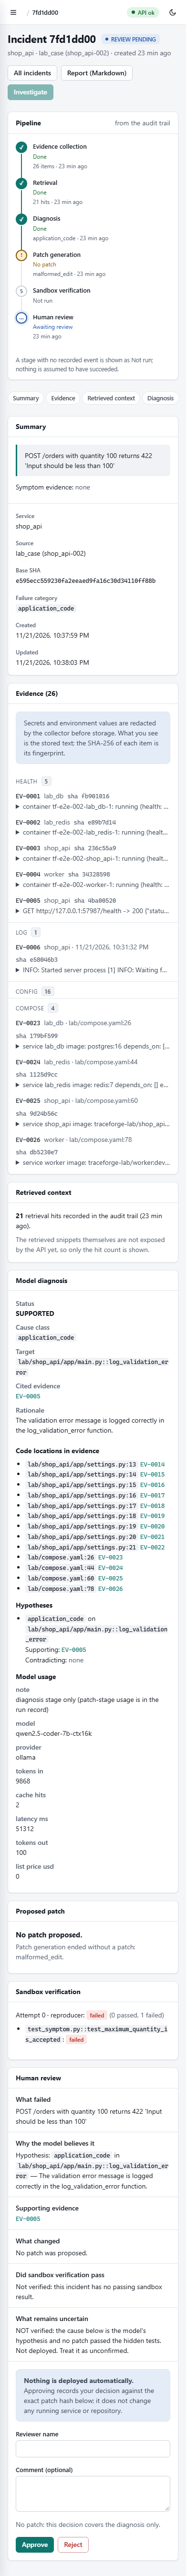 / 7fd1dd00
API ok
Incident 7fd1dd00
REVIEW PENDING
shop_api · lab_case (shop_api-002) · created 23 min ago
All incidents
Report (Markdown)
Investigate
Pipeline
from the audit trail
Evidence collection
Done
26 items · 23 min ago
Retrieval
Done
21 hits · 23 min ago
Diagnosis
Done
application_code · 23 min ago
Patch generation
No patch
malformed_edit · 23 min ago
5
Sandbox verification
Not run
Human review
Awaiting review
23 min ago
A stage with no recorded event is shown as Not run;
nothing is assumed to have succeeded.
Summary
Evidence
Retrieved context
Diagnosis
Summary
POST /orders with quantity 100 returns 422
'Input should be less than 100'
Symptom evidence: none
Service
shop_api
Source
lab_case (shop_api-002)
Base SHA
Failure category
application_code
Created
11/21/2026, 10:37:59 PM
Updated
11/21/2026, 10:38:03 PM
Evidence (26)
Secrets and environment values are redacted
by the collector before storage. What you see
is the stored text; the SHA-256 of each item is
its fingerprint.
HEALTH 5
EV-0001 lab_db sha fb901016
container tf-e2e-002-lab_db-1: running (health: …
EV-0002 lab_redis sha e89b7d14
container tf-e2e-002-lab_redis-1: running (healt…
EV-0003 shop_api sha 236c55a9
container tf-e2e-002-shop_api-1: running (healt…
EV-0004 worker sha 34328598
container tf-e2e-002-worker-1: running (health: …
EV-0005 shop_api sha 4ba00520
GET http://127.0.0.1:57987/health -> 200 {"statu…
LOG 1
EV-0006 shop_api · 11/21/2026, 10:31:32 PM
sha e58046b3
INFO: Started server process [1] INFO: Waiting f…
CONFIG 16
COMPOSE 4
EV-0023 lab_db · lab/compose.yaml:26
sha 179bf599
service lab_db image: postgres:16 depends_on: […
EV-0024 lab_redis · lab/compose.yaml:44
sha 1125d9cc
service lab_redis image: redis:7 depends_on: [] e…
EV-0025 shop_api · lab/compose.yaml:60
sha 9d24b56c
service shop_api image: traceforge-lab/shop_api…
EV-0026 worker · lab/compose.yaml:78
sha db5230e7
service worker image: traceforge-lab/worker:dev…
Retrieved context
21 retrieval hits recorded in the audit trail (23 min
ago).
The retrieved snippets themselves are not exposed
by the API yet, so only the hit count is shown.
Model diagnosis
Status
SUPPORTED
Cause class
application_code
Target
lab/shop_api/app/main.py::log_validation_er
ror
Cited evidence
EV-0005
Rationale
The validation error message is logged correctly in
the log_validation_error function.
Code locations in evidence
lab/shop_api/app/settings.py:13 EV-0014
lab/shop_api/app/settings.py:14 EV-0015
lab/shop_api/app/settings.py:15 EV-0016
lab/shop_api/app/settings.py:16 EV-0017
lab/shop_api/app/settings.py:17 EV-0018
lab/shop_api/app/settings.py:18 EV-0019
lab/shop_api/app/settings.py:19 EV-0020
lab/shop_api/app/settings.py:20 EV-0021
lab/shop_api/app/settings.py:21 EV-0022
lab/compose.yaml:26 EV-0023
lab/compose.yaml:44 EV-0024
lab/compose.yaml:60 EV-0025
lab/compose.yaml:78 EV-0026
Hypotheses
application_code on
lab/shop_api/app/main.py::log_validation
_error
Supporting: EV-0005
Contradicting: none
Model usage
note
diagnosis stage only (patch-stage usage is in the
run record)
model
qwen2.5-coder-7b-ctx16k
provider
ollama
tokens in
9868
cache hits
2
latency ms
51312
tokens out
100
list price usd
0
Proposed patch
No patch proposed.
Patch generation ended without a patch:
malformed_edit.
Sandbox verification
Attempt 0 · reproducer: failed (0 passed, 1 failed)
test_symptom.py::test_maximum_quantity_i
s_accepted : failed
Human review
What failed
POST /orders with quantity 100 returns 422 'Input
should be less than 100'
Why the model believes it
Hypothesis: application_code in
lab/shop_api/app/main.py::log_validation_er
ror — The validation error message is logged
correctly in the log_validation_error function.
Supporting evidence
EV-0005
What changed
No patch was proposed.
Did sandbox verification pass
Not verified: this incident has no passing sandbox
result.
What remains uncertain
NOT verified: the cause below is the model's
hypothesis and no patch passed the hidden tests.
Not deployed. Treat it as unconfirmed.
Nothing is deployed automatically.
Approving records your decision against the
exact patch hash below; it does not change
any running service or repository.
Reviewer name
Comment (optional)
No patch: this decision covers the diagnosis only.
Approve
Reject